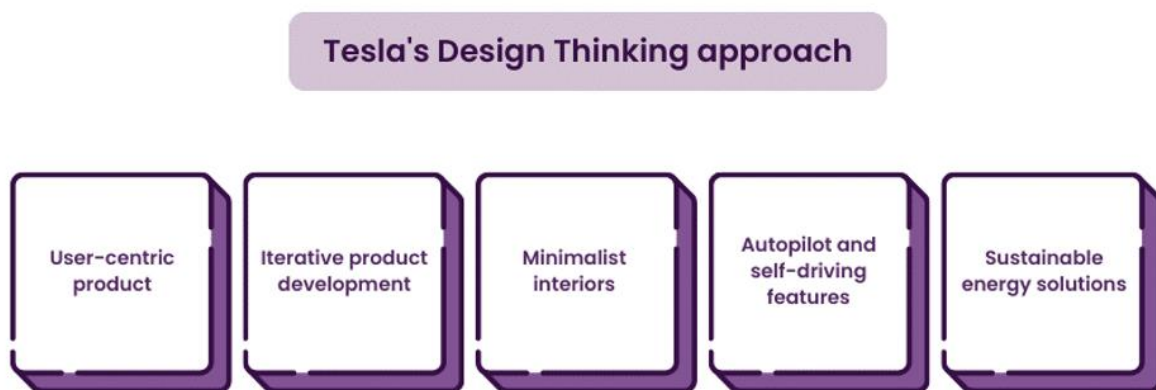 Tesla's Design Thinking approach
User-centric
product
Iterative product
development
Minimalist
interiors
Autopilot and
self-driving
features
Sustainable
energy solutions